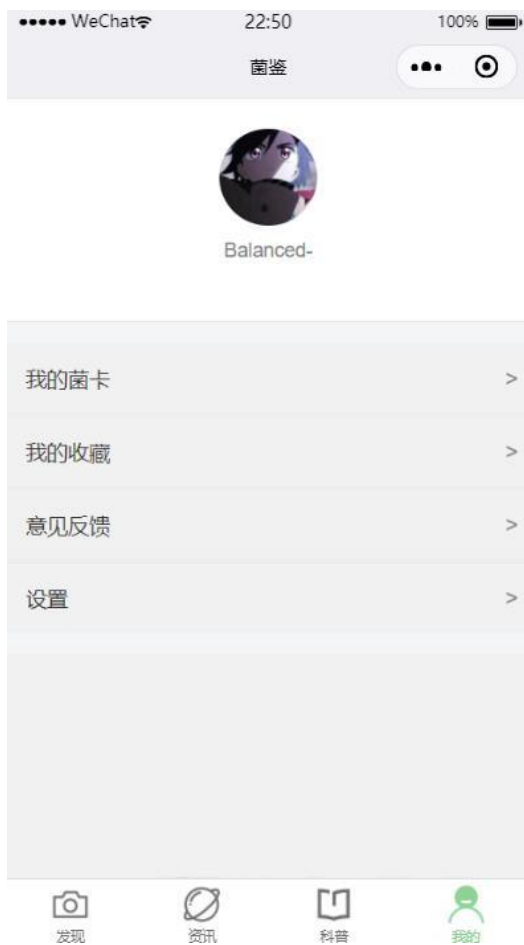 WeChat
22:50
100%
菌鉴
Balanced-
我的菌卡 >
我的收藏 >
意见反馈 >
设置 >
发现
资讯
科普
我的